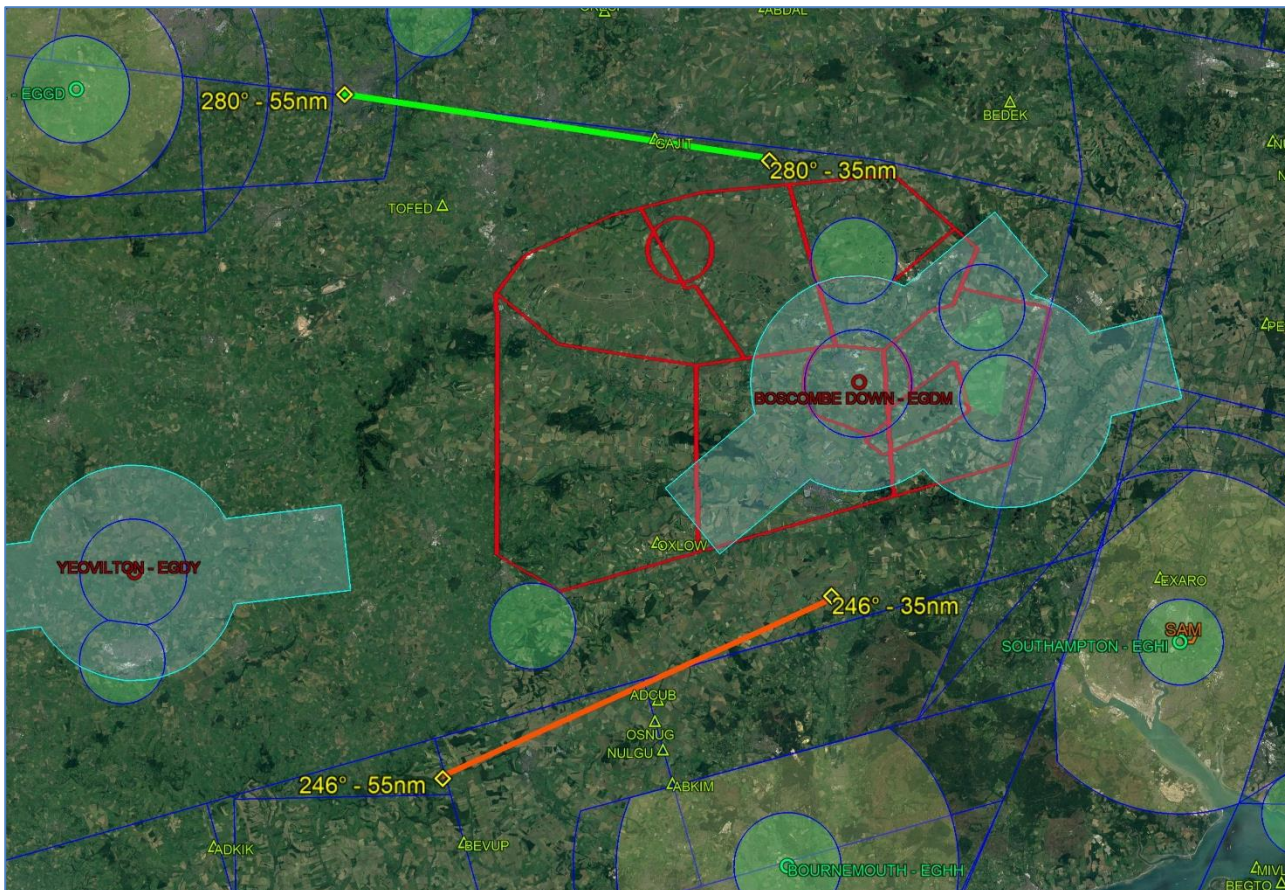 ABDAL
- EGGD
280° - 55nm
BEDEK
GAJIT
280° - 35nm
TOFED
BOSCOMBE DOWN - EGDM
OXLOW
YEOVILTON - EGDY
EXARO
246° - 35nm
SAM
SOUTHAMPTON - EGHI
ADCUB
OSNUG
NULGU
246° - 55nm
ABKIM
ADKIK
BEVUP
BOURNEMOUTH - EGHH
BEGTO